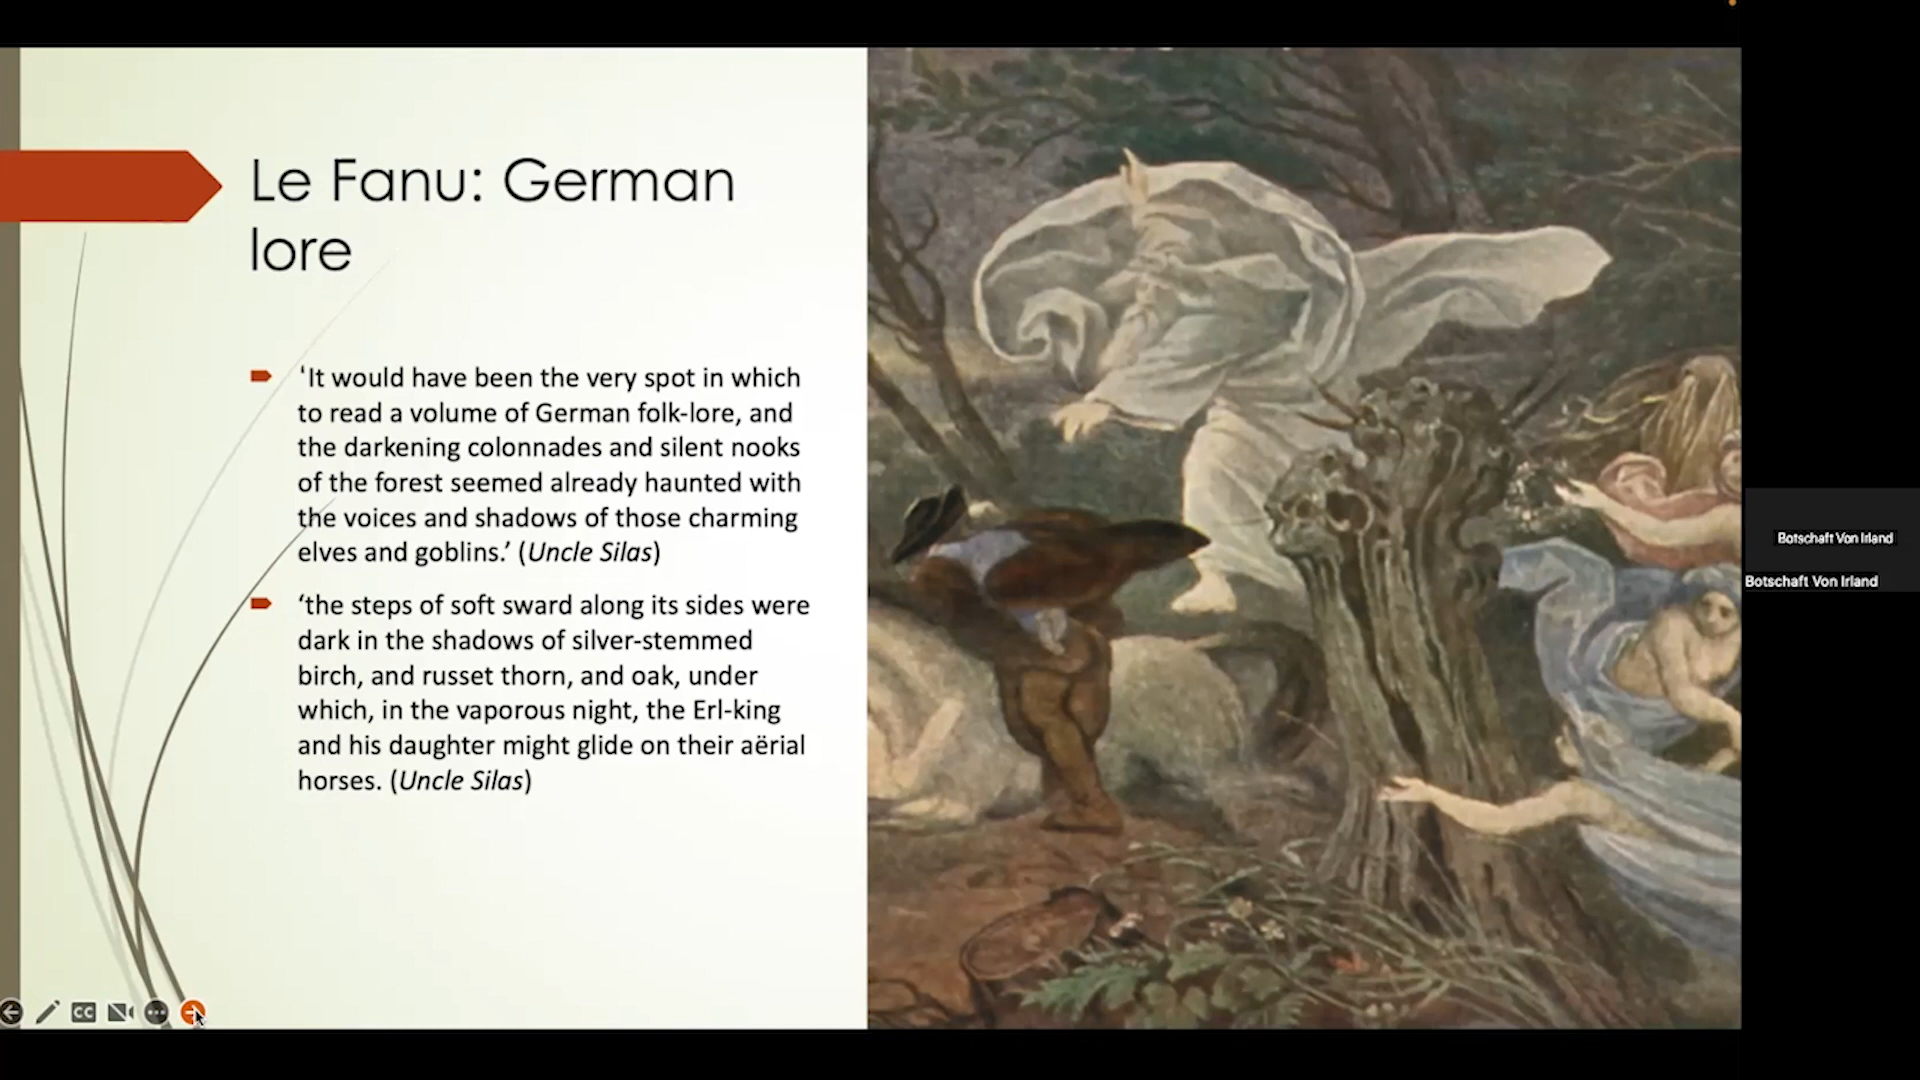 Le Fanu: German
lore
'It would have been the very spot in which
to read a volume of German folk-lore, and
the darkening colonnades and silent nooks
of the forest seemed already haunted with
the voices and shadows of those charming
elves and goblins.’ (Uncle Silas)
‘the steps of soft sward along its sides were
dark in the shadows of silver-stemmed
birch, and russet thorn, and oak, under
which, in the vaporous night, the Erl-king
and his daughter might glide on their aërial
horses. (Uncle Silas)
CC
Botschaft Von Irland
Botschaft Von Irland